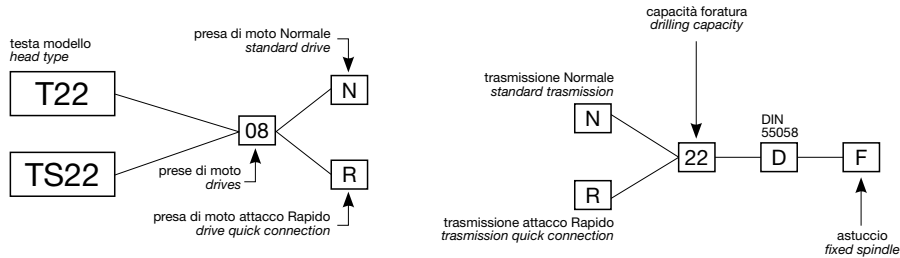 testa modello
head type
T22
TS22
presa di moto Normale
standard drive
N
08
prese di moto
drives
R
presa di moto attacco Rapido
drive quick connection
capacità foratura
drilling capacity
trasmissione Normale
standard trasmission
N
22
DIN
55058
D
F
R
trasmissione attacco Rapido
trasmission quick connection
astuccio
fixed spindle